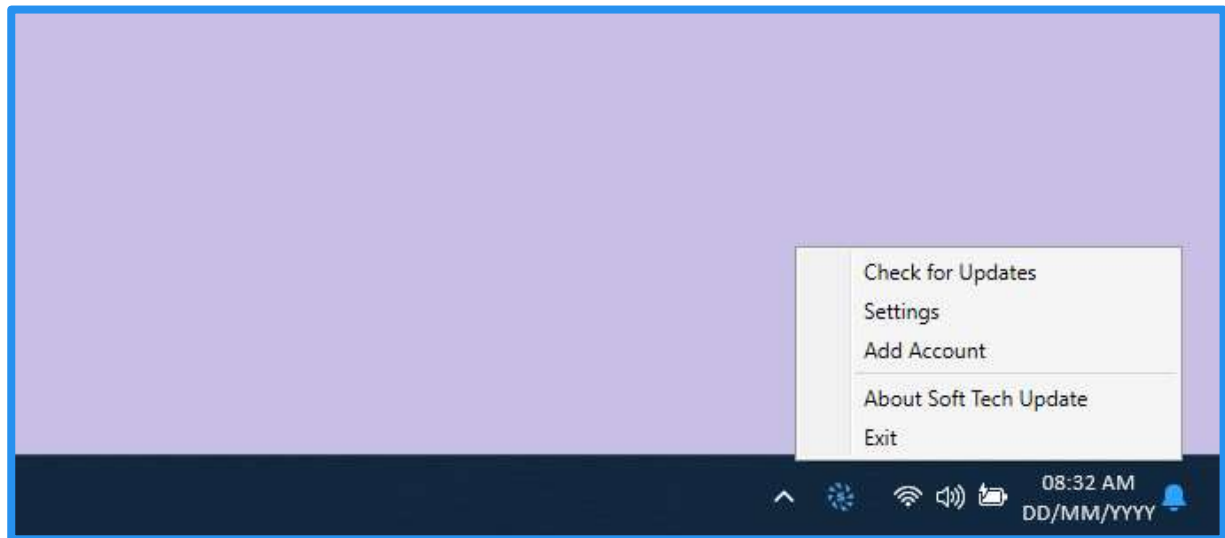 Check for Updates
Settings
Add Account
About Soft Tech Update
Exit
08:32 AM
DD/MM/YYYY